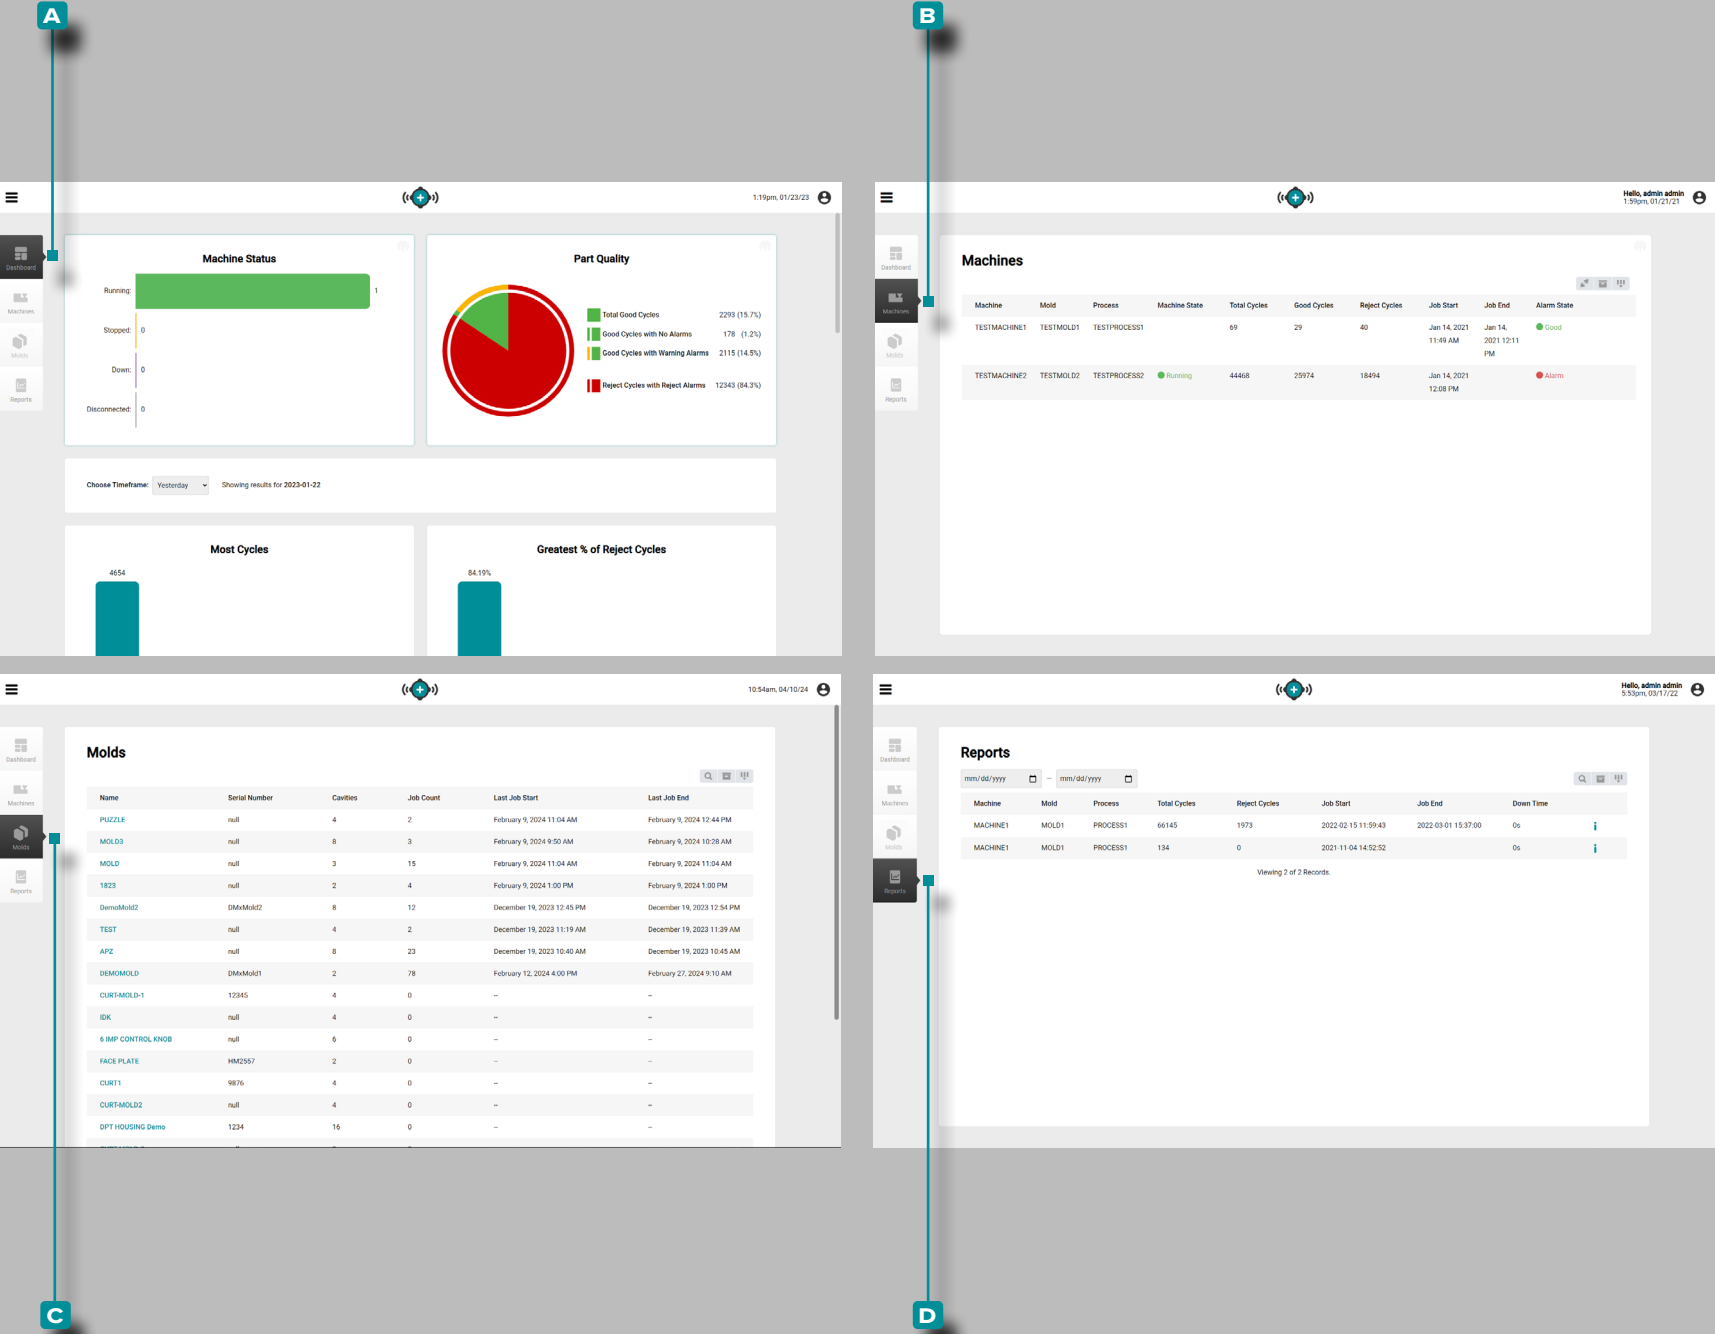 A
B
1:19pm, 01/23/23
Dashboard
Machines
Molds
Reports
Machine Status
Running:
1
Stopped:
0
Down:
0
Disconnected:
0
Part Quality
Total Good Cycles 2293 (15.7%)
Good Cycles with No Alarms 178 (1.2%)
Good Cycles with Warning Alarms 2115 (14.5%)
Reject Cycles with Reject Alarms 12343 (84.3%)
Choose Timeframe: Yesterday Showing results for 2023-01-22
Most Cycles
4654
Greatest % of Reject Cycles
84.19%
Hello, admin admin
1:59pm, 01/21/21
Dashboard
Machines
Molds
Reports
Machines
Machine Mold Process Machine State Total Cycles Good Cycles Reject Cycles Job Start Job End Alarm State
TESTMACHINE1 TESTMOLD1 TESTPROCESS1 69 29 40 Jan 14, 2021 Jan 14, Good
11:49 AM 2021 12:11
PM
TESTMACHINE2 TESTMOLD2 TESTPROCESS2 Running 44468 25974 18494 Jan 14, 2021 Alarm
12:08 PM
10:54am, 04/10/24
Dashboard
Machines
Molds
Reports
Molds
Name Serial Number Cavities Job Count Last Job Start Last Job End
PUZZLE null 4 2 February 9, 2024 11:04 AM February 9, 2024 12:44 PM
MOLD3 null 8 3 February 9, 2024 9:50 AM February 9, 2024 10:28 AM
MOLD null 3 15 February 9, 2024 11:04 AM February 9, 2024 11:04 AM
1823 null 2 4 February 9, 2024 1:00 PM February 9, 2024 1:00 PM
DemoMold2 DMxMold2 8 12 December 19, 2023 12:45 PM December 19, 2023 12:54 PM
TEST null 4 2 December 19, 2023 11:19 AM December 19, 2023 11:39 AM
APZ null 8 23 December 19, 2023 10:40 AM December 19, 2023 10:45 AM
DEMOMOLD DMxMold1 2 78 February 12, 2024 4:00 PM February 27, 2024 9:10 AM
CURT-MOLD-1 12345 4 0 -- --
IDK null 4 0 -- --
6 IMP CONTROL KNOB null 6 0 -- --
FACE PLATE HM2557 2 0 -- --
CURT1 9876 4 0 -- --
CURT-MOLD2 null 4 0 -- --
DPT HOUSING Demo 1234 16 0 -- --
Hello, admin admin
5:53pm, 03/17/22
Dashboard
Machines
Molds
Reports
Reports
mm/dd/yyyy – mm/dd/yyyy
Machine Mold Process Total Cycles Reject Cycles Job Start Job End Down Time
MACHINE1 MOLD1 PROCESS1 66145 1973 2022-02-15 11:59:43 2022-03-01 15:37:00 0s i
MACHINE1 MOLD1 PROCESS1 134 0 2021-11-04 14:52:52 0s i
Viewing 2 of 2 Records.
C
D